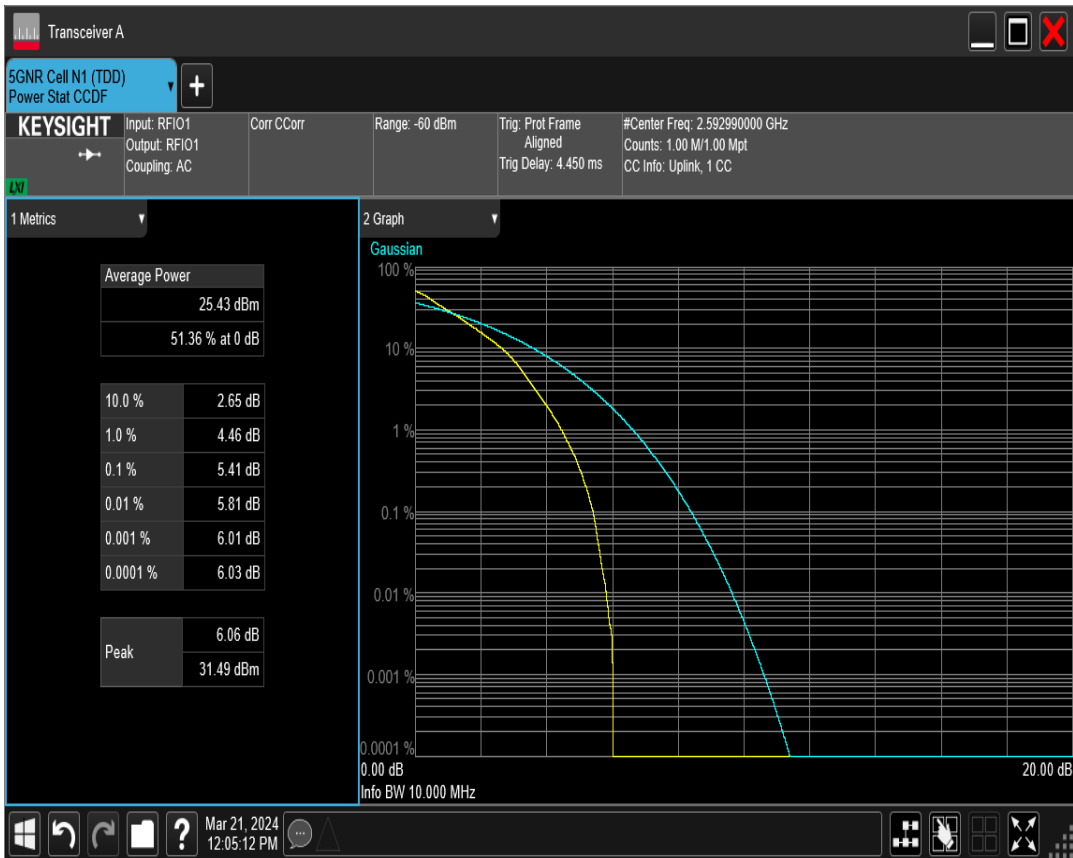 Transceiver A
5GNR Cell N1 (TDD)
Power Stat CCDF
+
KEYSIGHT
LXI
Input: RFIO1
Output: RFIO1
Coupling: AC
Corr CCorr
Range: -60 dBm
Trig: Prot Frame
Aligned
Trig Delay: 4.450 ms
#Center Freq: 2.592990000 GHz
Counts: 1.00 M/1.00 Mpt
CC Info: Uplink, 1 CC
1 Metrics
Average Power
25.43 dBm
51.36 % at 0 dB
10.0 % 2.65 dB
1.0 % 4.46 dB
0.1 % 5.41 dB
0.01 % 5.81 dB
0.001 % 6.01 dB
0.0001 % 6.03 dB
Peak 6.06 dB
31.49 dBm
2 Graph
Gaussian
100 %
10 %
1 %
0.1 %
0.01 %
0.001 %
0.0001 %
0.00 dB 20.00 dB
Info BW 10.000 MHz
?
Mar 21, 2024
12:05:12 PM